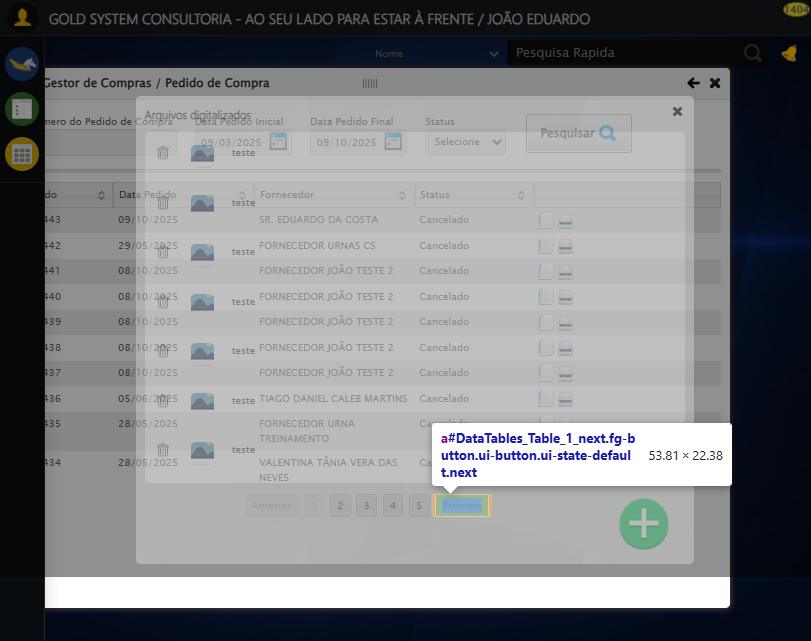 GOLD SYSTEM CONSULTORIA - AO SEU LADO PARA ESTAR À FRENTE / JOÃO EDUARDO
1404
Nome
Pesquisa Rapida
Gestor de Compras / Pedido de Compra
Arquivos digitalizados
mero do Pedido de Compra
Data Pedido Inicial
Data Pedido Final
Status
09/03/2025
09/10/2025
Selecione
Pesquisar
teste
do
Data Pedido
Fornecedor
Status
teste
443
09/10/2025
SR. EDUARDO DA COSTA
Cancelado
442
29/05/2025
FORNECEDOR URNAS CS
Cancelado
teste
441
08/10/2025
FORNECEDOR JOÃO TESTE 2
Cancelado
440
08/10/2025
FORNECEDOR JOÃO TESTE 2
Cancelado
teste
439
08/10/2025
FORNECEDOR JOÃO TESTE 2
Cancelado
438
08/10/2025
FORNECEDOR JOÃO TESTE 2
Cancelado
teste
437
08/10/2025
FORNECEDOR JOÃO TESTE 2
Cancelado
436
05/06/2025
teste
TIAGO DANIEL CALEB MARTINS
Cancelado
435
28/05/2025
FORNECEDOR URNA
TREINAMENTO
teste
434
28/05/2025
VALENTINA TÂNIA VERA DAS
NEVES
a#DataTables_Table_1_next.fg-b
utton.ui-button.ui-state-defaul
t.next
53.81 × 22.38
Anterior
1
2
3
4
5
Próxima